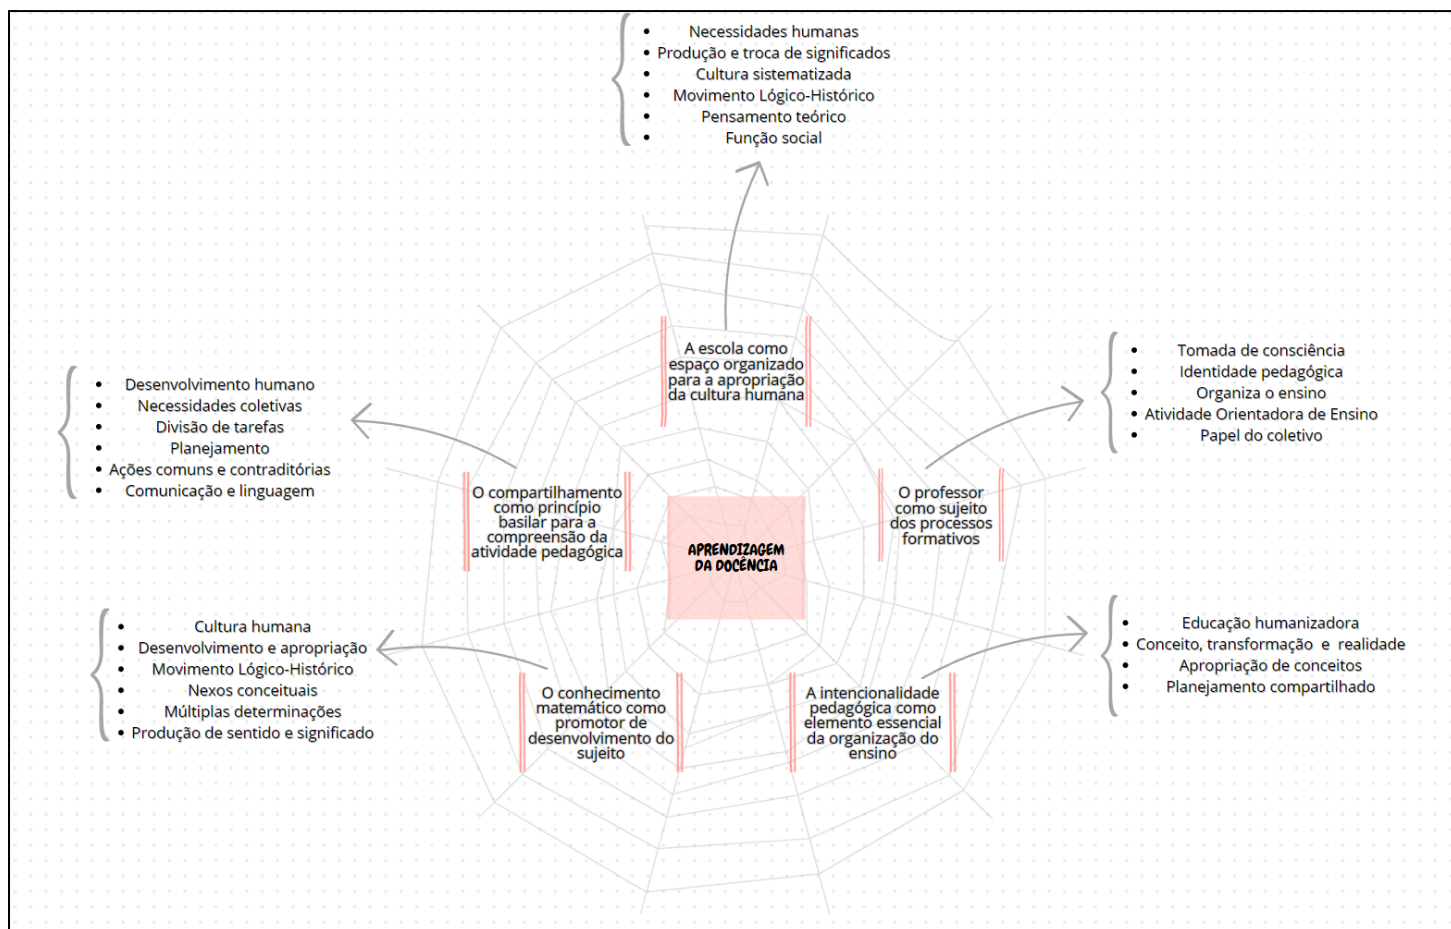 • Necessidades humanas
• Produção e troca de significados
• Cultura sistematizada
• Movimento Lógico-Histórico
• Pensamento teórico
• Função social
A escola como
espaço organizado
para a apropriação
da cultura humana
• Tomada de consciência
• Identidade pedagógica
• Organiza o ensino
• Atividade Orientadora de Ensino
• Papel do coletivo
• Desenvolvimento humano
• Necessidades coletivas
• Divisão de tarefas
• Planejamento
• Ações comuns e contraditórias
• Comunicação e linguagem
O compartilhamento
como princípio
basilar para a
compreensão da
atividade pedagógica
O professor
como sujeito
dos processos
formativos
APRENDIZAGEM
DA DOCÊNCIA
• Cultura humana
• Desenvolvimento e apropriação
• Movimento Lógico-Histórico
• Nexos conceituais
• Múltiplas determinações
• Produção de sentido e significado
O conhecimento
matemático como
promotor de
desenvolvimento do
sujeito
A intencionalidade
pedagógica como
elemento essencial
da organização do
ensino
• Educação humanizadora
• Conceito, transformação e realidade
• Apropriação de conceitos
• Planejamento compartilhado